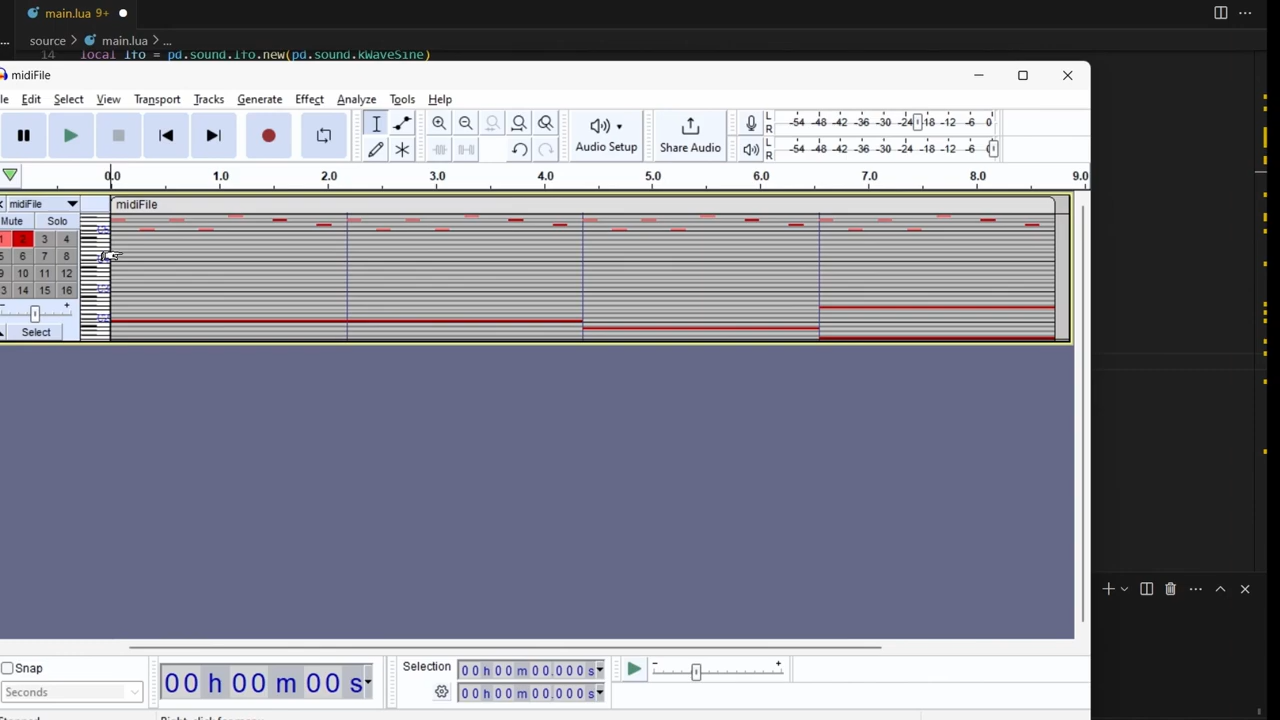 main.lua 9+
source > main.lua > ...
14 local lfo = pd.sound.lfo.new(pd.sound.kWaveSine)
midiFile
le Edit Select View Transport Tracks Generate Effect Analyze Tools Help
Audio Setup
Share Audio
L R -54 -48 -42 -36 -30 -24 -18 -12 -6 0
L R -54 -48 -42 -36 -30 -24 -18 -12 -6 0
0.0 1.0 2.0 3.0 4.0 5.0 6.0 7.0 8.0 9.0
midiFile
midiFile
Mute Solo
1 2 3 4
5 6 7 8
9 10 11 12
3 14 15 16
- +
Select
Snap
Seconds
00 h 00 m 00 s
Selection
00 h 00 m 00.000 s
00 h 00 m 00.000 s
- +